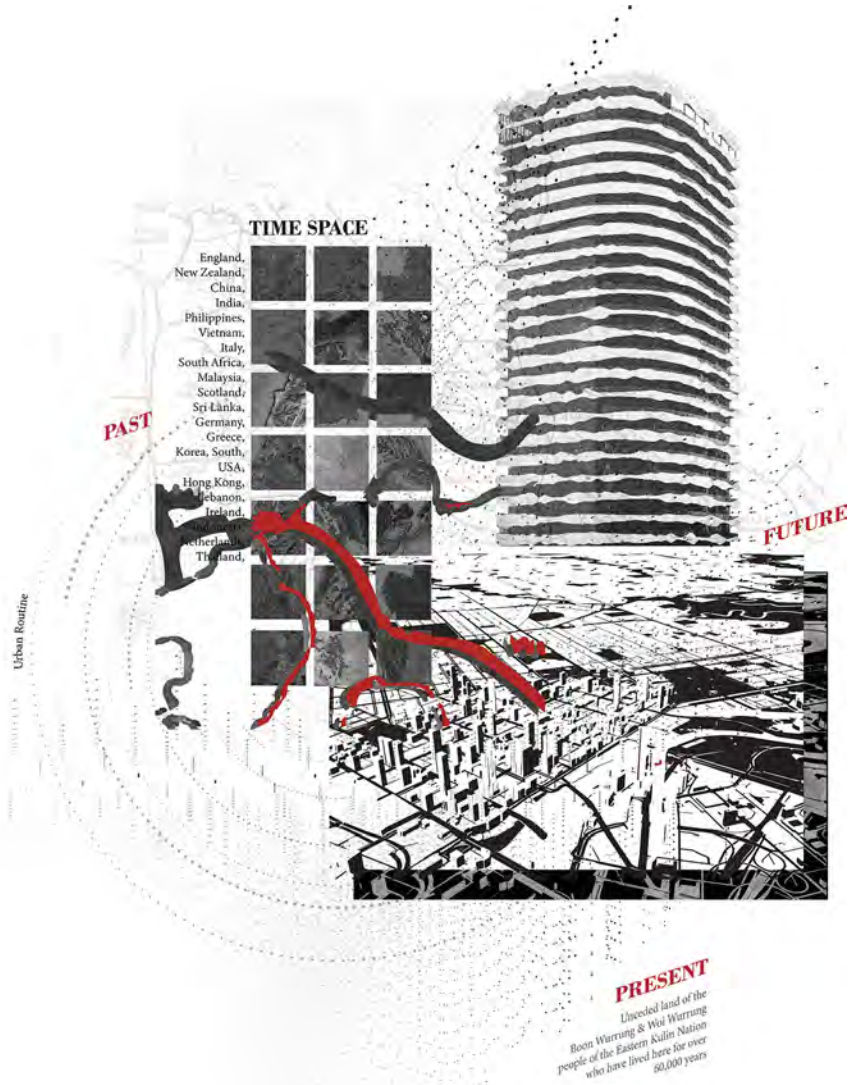 TIME SPACE
England,
New Zealand,
China,
India,
Philippines,
Vietnam,
Italy,
South Africa,
Malaysia,
Scotland,
Sri Lanka,
Germany,
Greece,
Korea, South,
USA,
Hong Kong,
Lebanon,
Ireland,
Netherlands,
Thailand,
PAST
FUTURE
Urban Routine
PRESENT
Unceded land of the
Boon Wurrung & Woi Wurrung
people of the Eastern Kulin Nation
who have lived here for over
60,000 years